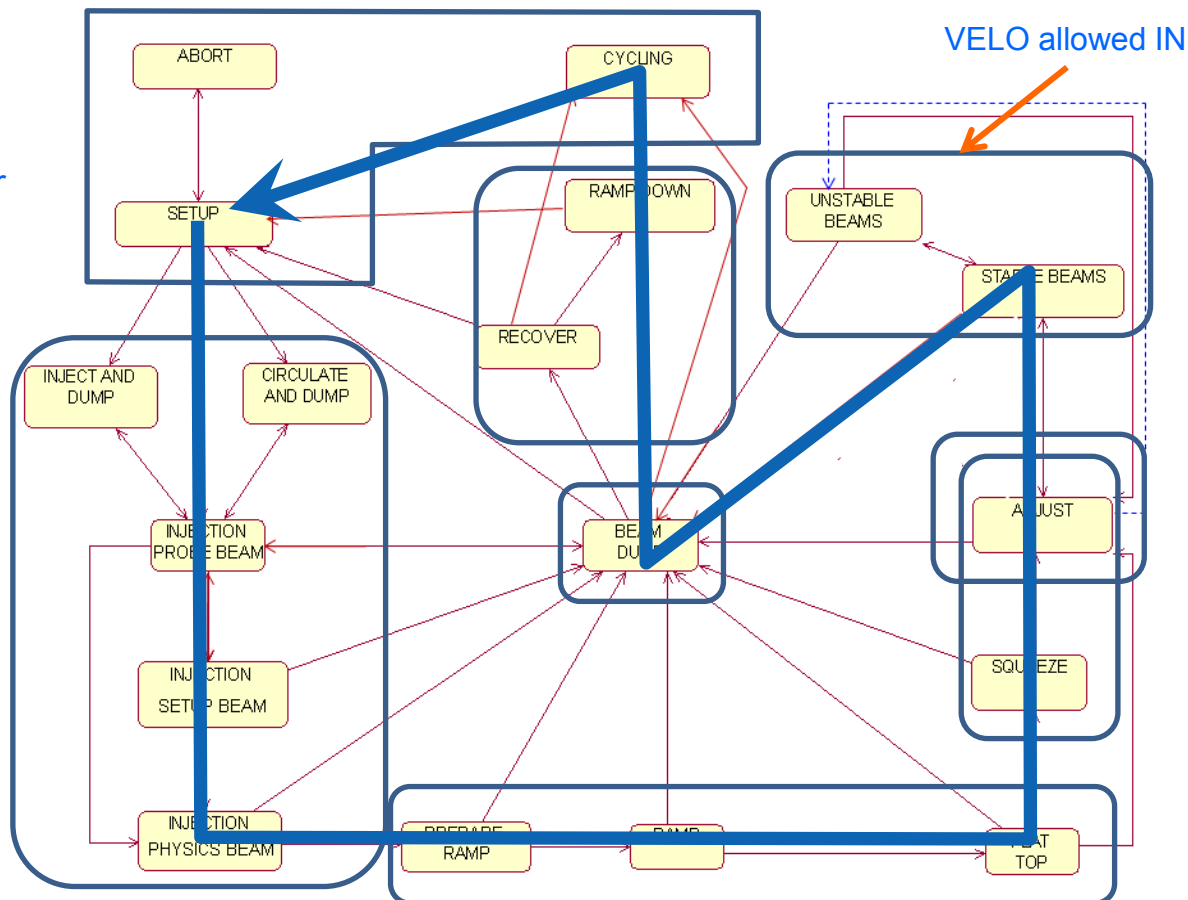 VELO allowed IN
ABORT
CYCLING
r
SETUP
RAMP DOWN
UNSTABLE
BEAMS
STABLE BEAMS
RECOVER
INJECT AND
DUMP
CIRCULATE
AND DUMP
INJECTION
PROBE BEAM
BEAM
DUMP
ADJUST
INJECTION
SETUP BEAM
SQUEEZE
INJECTION
PHYSICS BEAM
PREPARE
RAMP
RAMP
FLAT
TOP